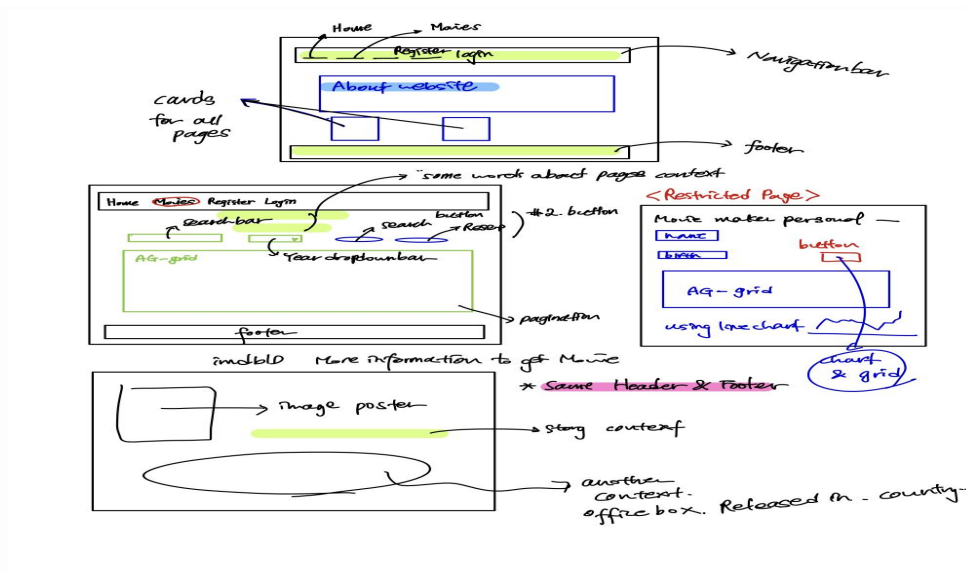 Home Movies
Register login
Navigation bar
About website
cards
for all
pages
footer
"some words about pages context
Home Movies Register Login
search bar
search
button
Reset
#2. button
AG-grid
Year dropdown bar
pagination
footer
<Restricted Page>
Movie maker personal
name
birth
button
AG-grid
using line chart
chart
& grid
imdbID More information to get Movie
* Same Header & Footer
image poster
story context
another
context.
office box. Released in - country